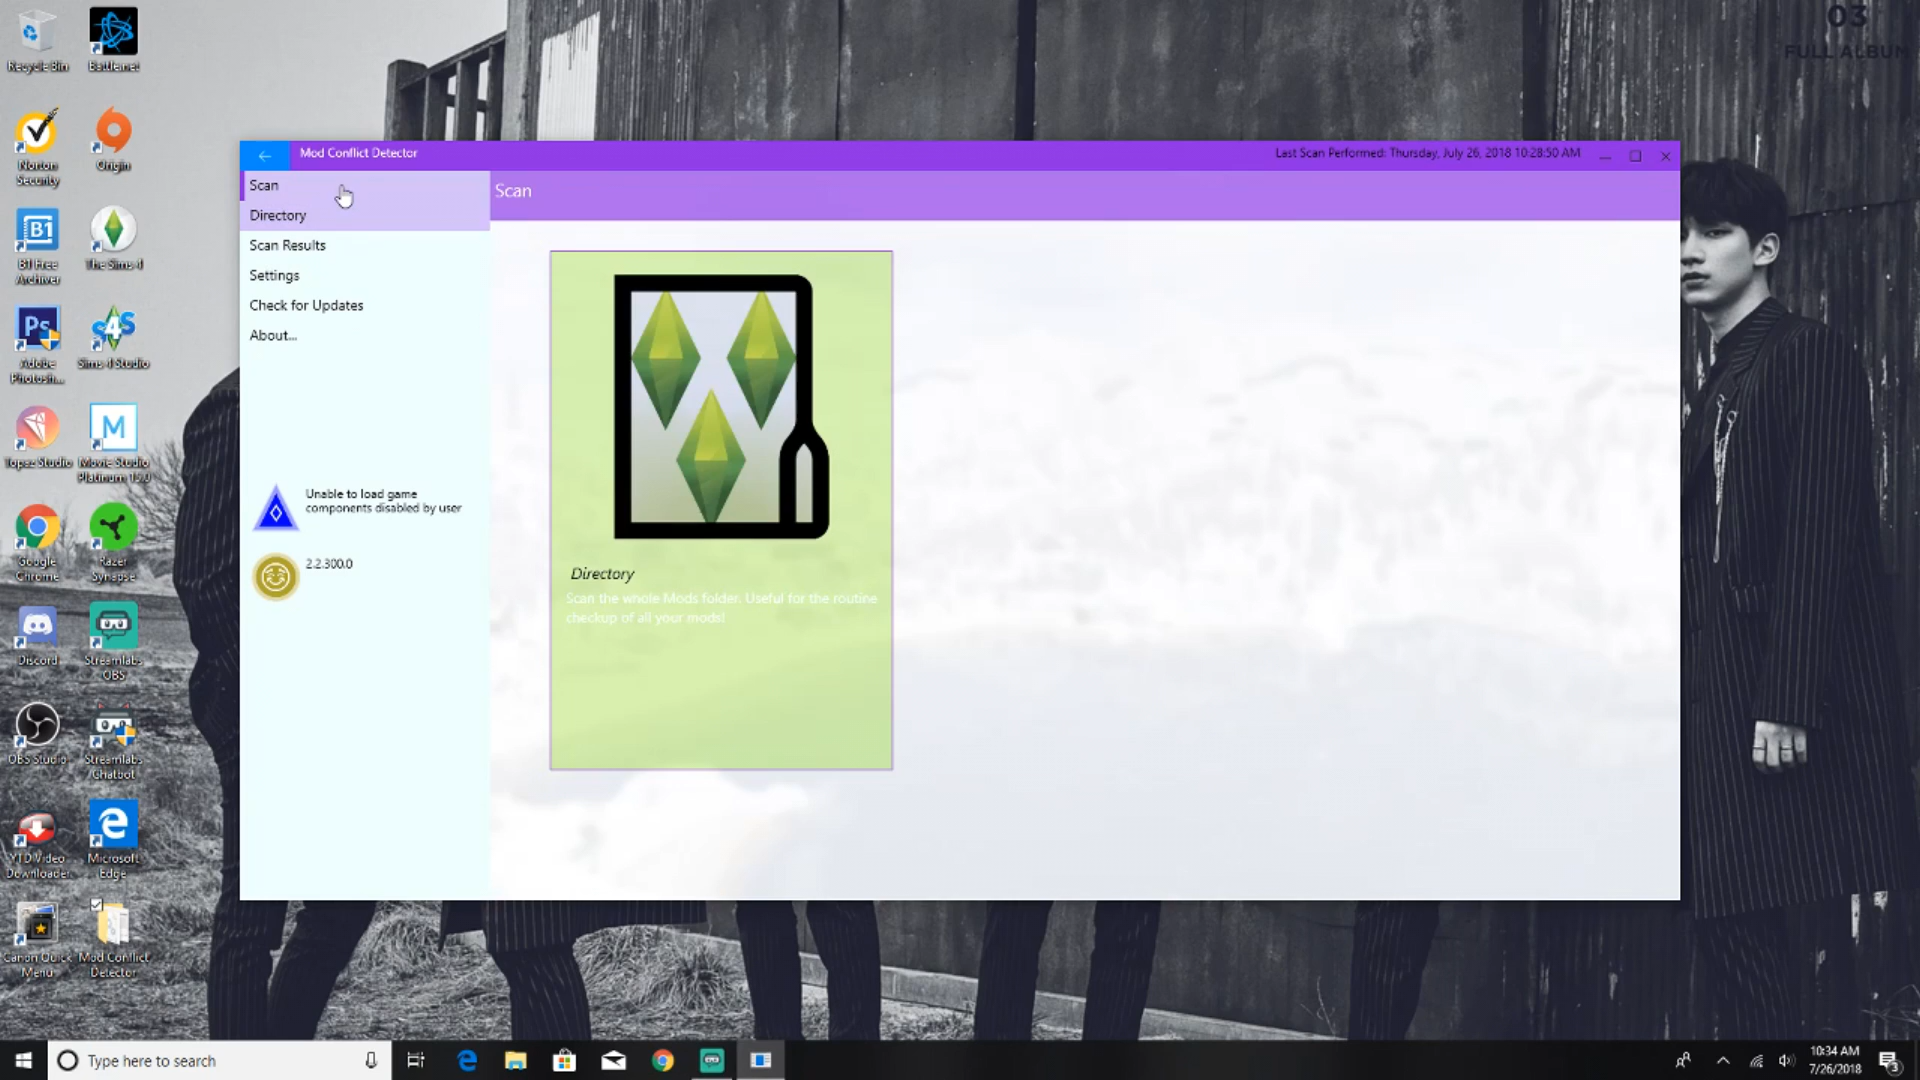 03
FULL ALBUM
Recycle Bin
Battle.net
Norton
Security
Origin
B1
B1 Free
Archiver
The Sims 4
Ps
Adobe
Photosh...
S4S
Sims 4 Studio
Topaz Studio
M
Movie Studio
Platinum 15.0
Google
Chrome
Razer
Synapse
Discord
Streamlabs
OBS
OBS Studio
Streamlabs
Chatbot
YTD Video
Downloader
Microsoft
Edge
Canon Quick
Menu
Mod Conflict
Detector
Mod Conflict Detector
Last Scan Performed: Thursday, July 26, 2018 10:28:50 AM
Scan
Directory
Scan Results
Settings
Check for Updates
About...
Unable to load game
components disabled by user
2.2.300.0
Scan
Directory
Scan the whole Mods folder. Useful for the routine
checkup of all your mods!
Type here to search
10:34 AM
7/26/2018
3